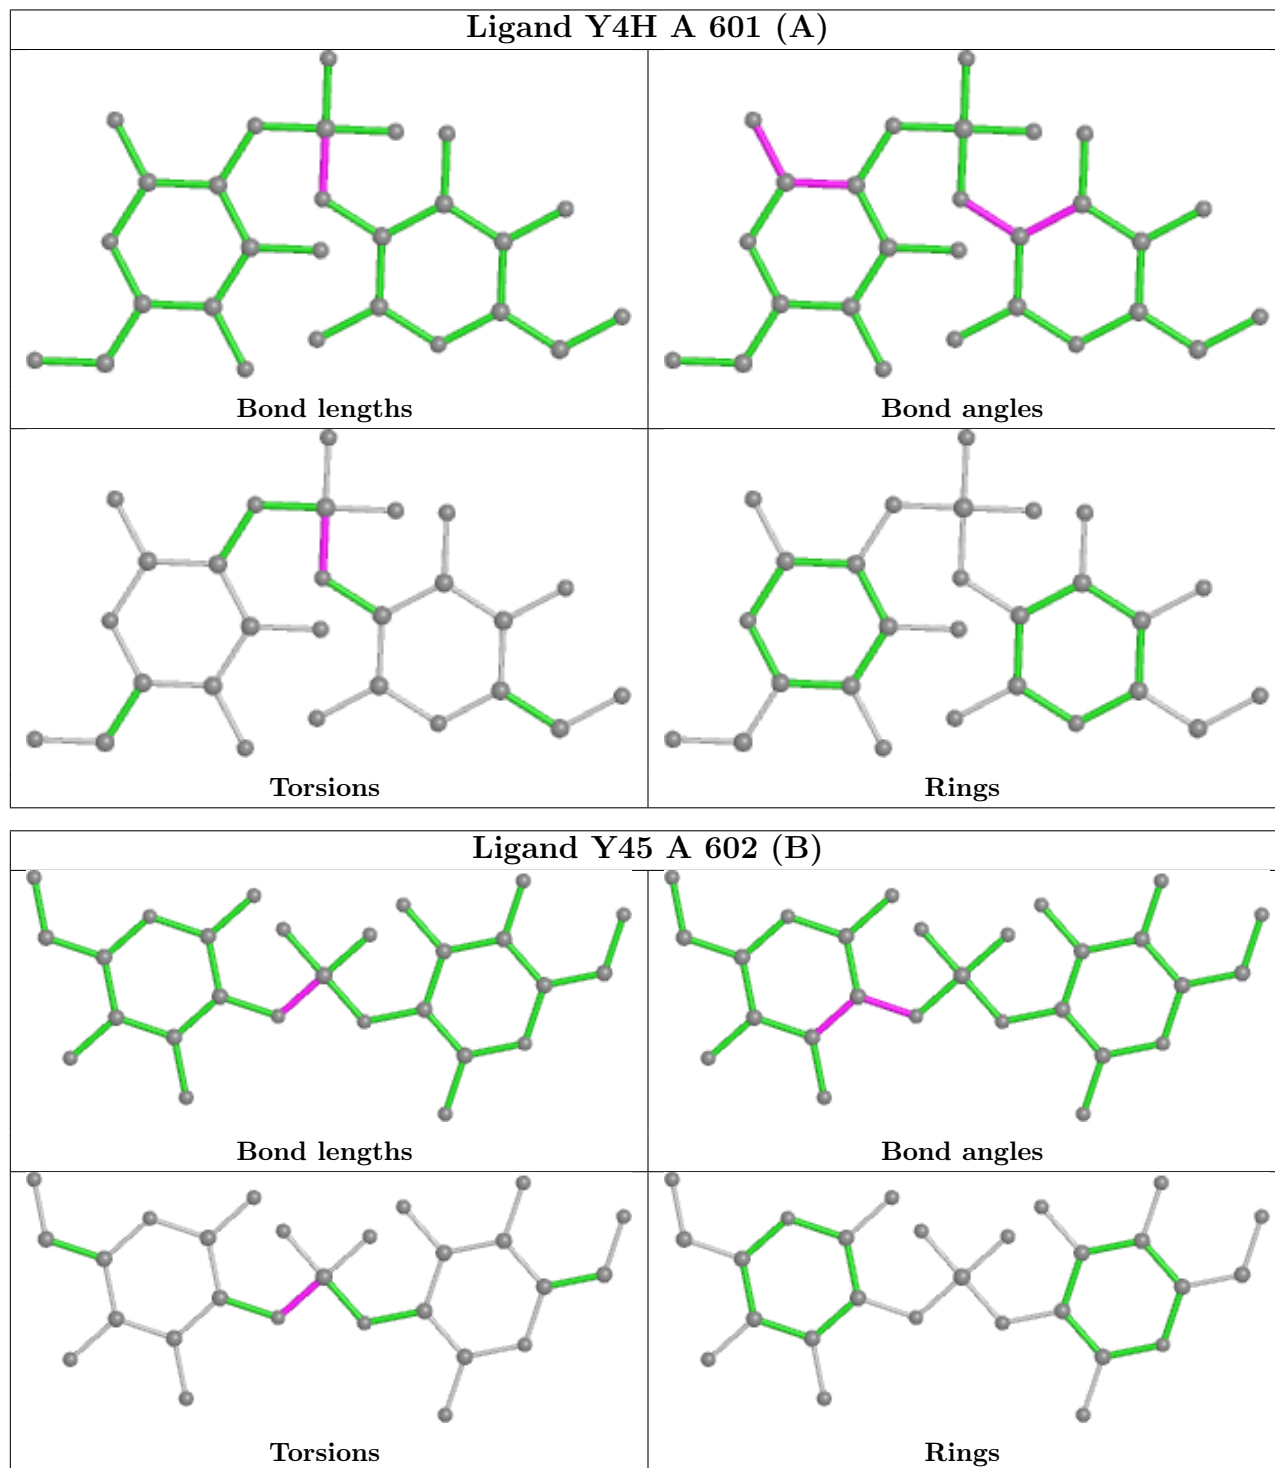 Ligand Y4H A 601 (A)
Bond lengths
Bond angles
Torsions
Rings
Ligand Y45 A 602 (B)
Bond lengths
Bond angles
Torsions
Rings